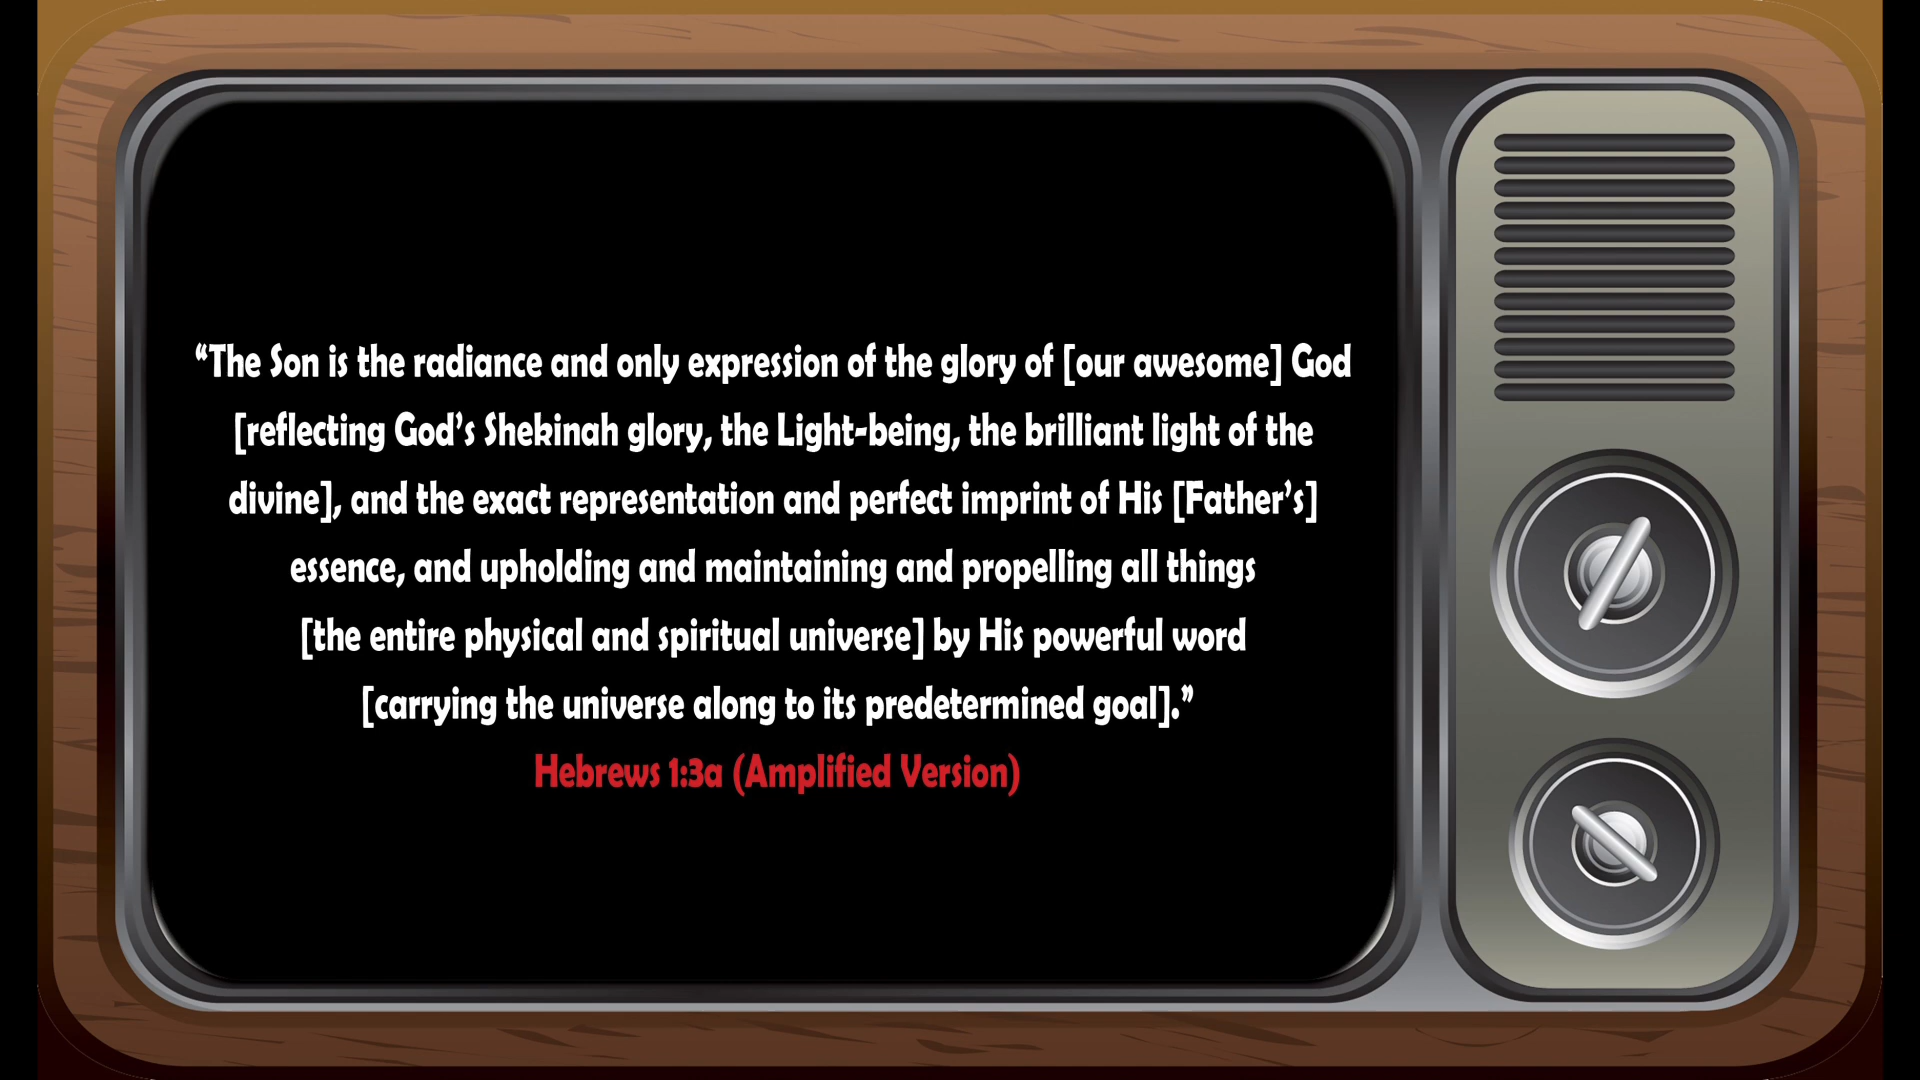 “The Son is the radiance and only expression of the glory of [our awesome] God
[reflecting God’s Shekinah glory, the Light-being, the brilliant light of the
divine], and the exact representation and perfect imprint of His [Father’s]
essence, and upholding and maintaining and propelling all things
[the entire physical and spiritual universe] by His powerful word
[carrying the universe along to its predetermined goal].”
Hebrews 1:3a (Amplified Version)